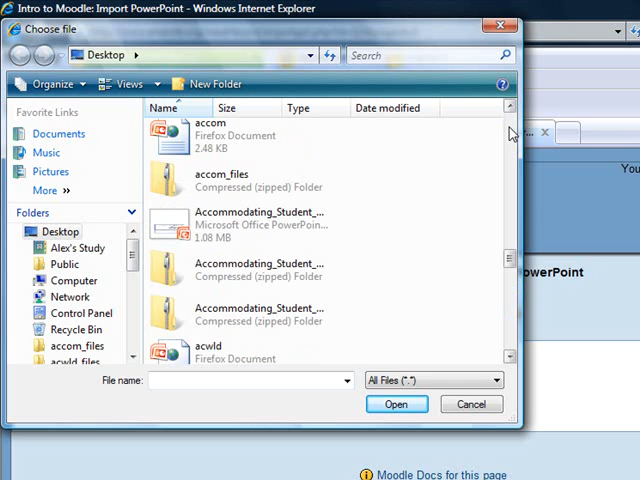 Intro to Moodle: Import PowerPoint - Windows Internet Explorer
Choose file
Desktop
Search
Organize
Views
New Folder
Favorite Links
Documents
Music
Pictures
More »
Folders
Desktop
Alex's Study
Public
Computer
Network
Control Panel
Recycle Bin
accom_files
acwld_files
Name
Size
Type
Date modified
accom
Firefox Document
2.48 KB
accom_files
Compressed (zipped) Folder
Accommodating_Student_...
Microsoft Office PowerPoin...
1.08 MB
Accommodating_Student_...
Compressed (zipped) Folder
Accommodating_Student_...
Compressed (zipped) Folder
acwld
Firefox Document
File name:
All Files (*.*)
Open
Cancel
You
owerPoint
Moodle Docs for this page